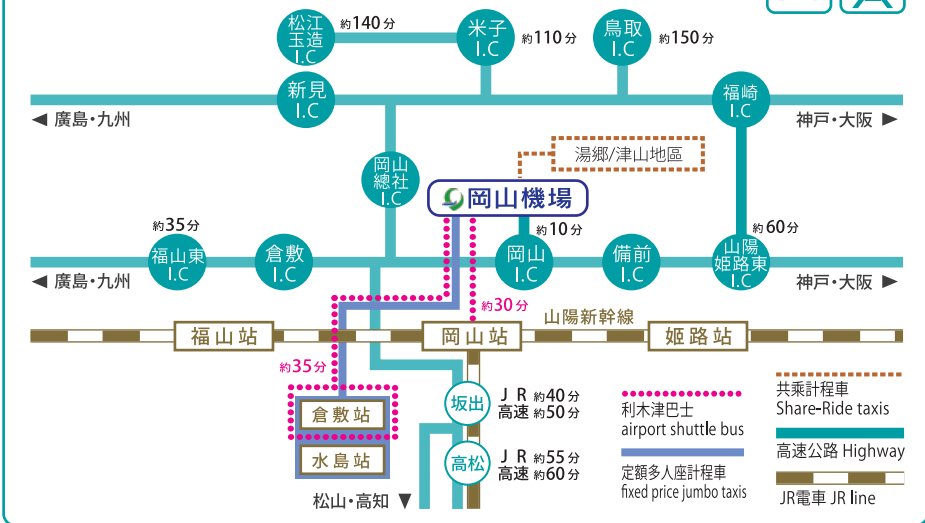 松江
玉造
I.C
約140分
米子
I.C
約110分
鳥取
I.C
約150分
新見
I.C
福崎
I.C
◀ 廣島・九州
神戸・大阪 ▶
岡山
總社
I.C
湯郷/津山地區
岡山機場
約35分
福山東
I.C
倉敷
I.C
約10分
岡山
I.C
備前
I.C
約60分
山陽
姫路東
I.C
◀ 廣島・九州
神戸・大阪 ▶
約30分
山陽新幹線
福山站
岡山站
姫路站
約35分
倉敷站
水島站
坂出
JR 約40分
高速 約50分
高松
JR 約55分
高速 約60分
松山・高知 ▼
利木津巴士
airport shuttle bus
定額多人座計程車
fixed price jumbo taxis
共乘計程車
Share-Ride taxis
高速公路 Highway
JR電車 JR line